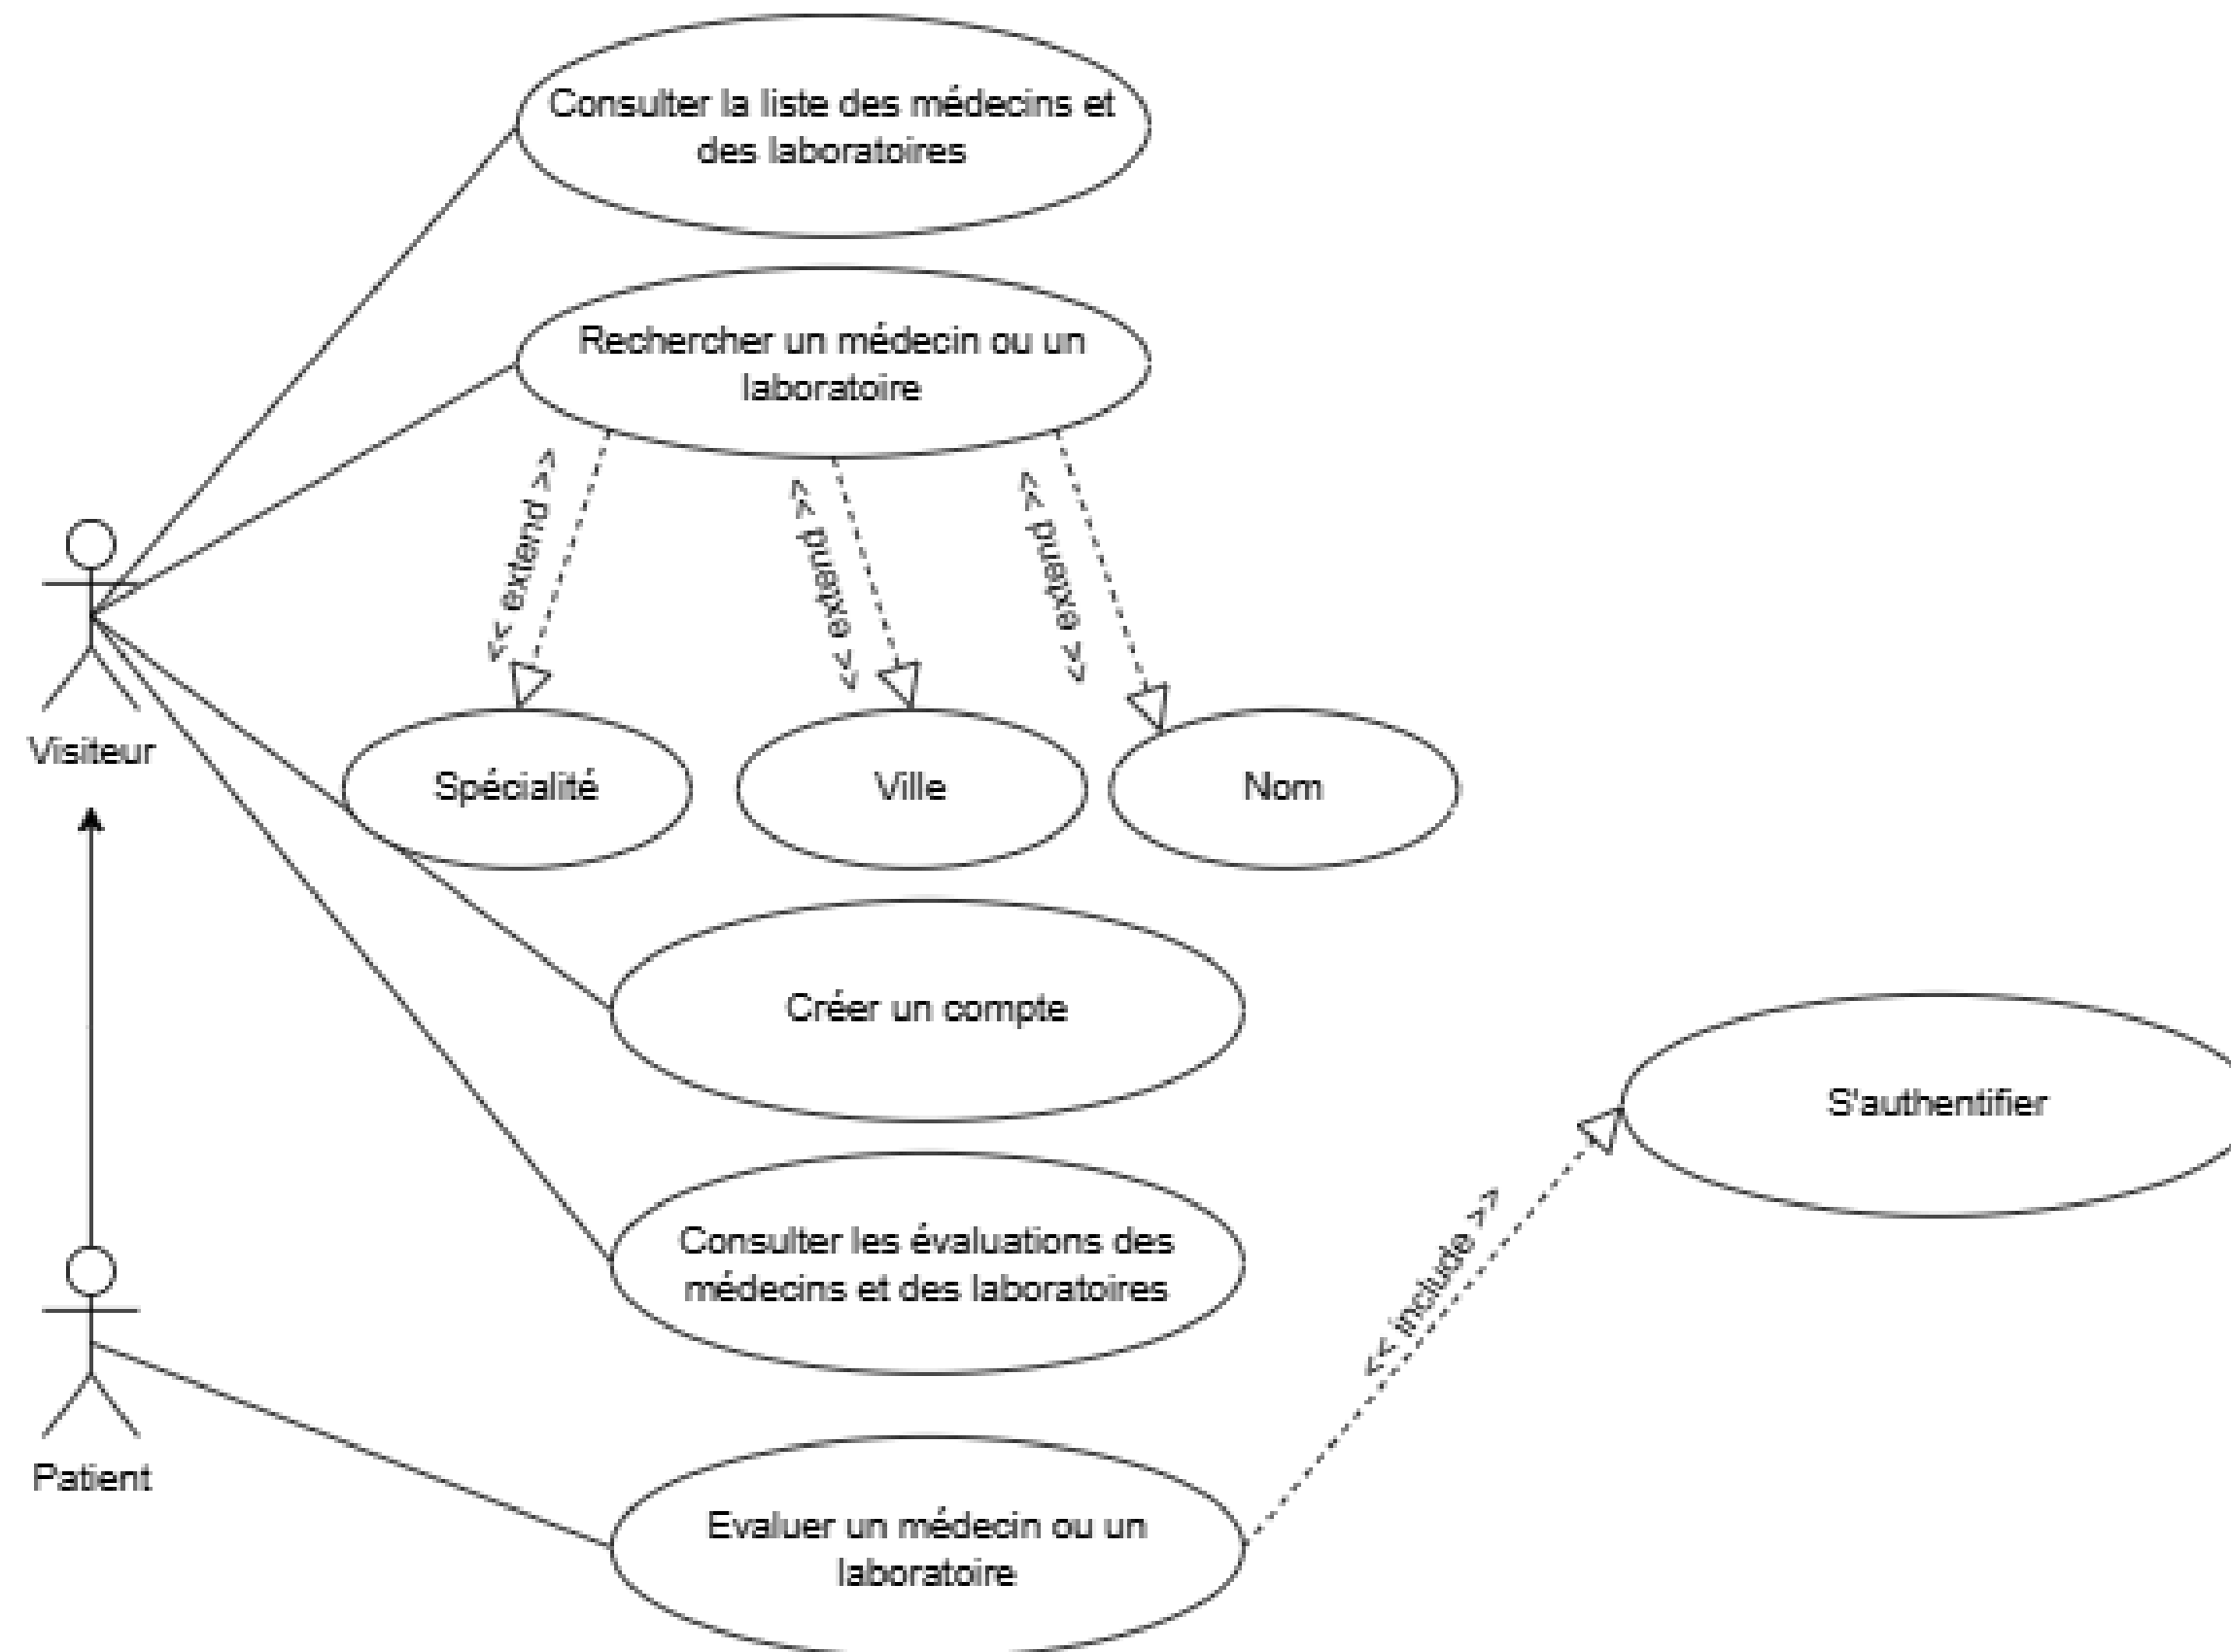 Consulter la liste des médecins et
des laboratoires
Rechercher un médecin ou un
laboratoire
<< extend >>
<< extend >>
<< extend >>
Visiteur
Spécialité
Ville
Nom
Créer un compte
S'authentifier
Consulter les évaluations des
médecins et des laboratoires
<< include >>
Patient
Evaluer un médecin ou un
laboratoire